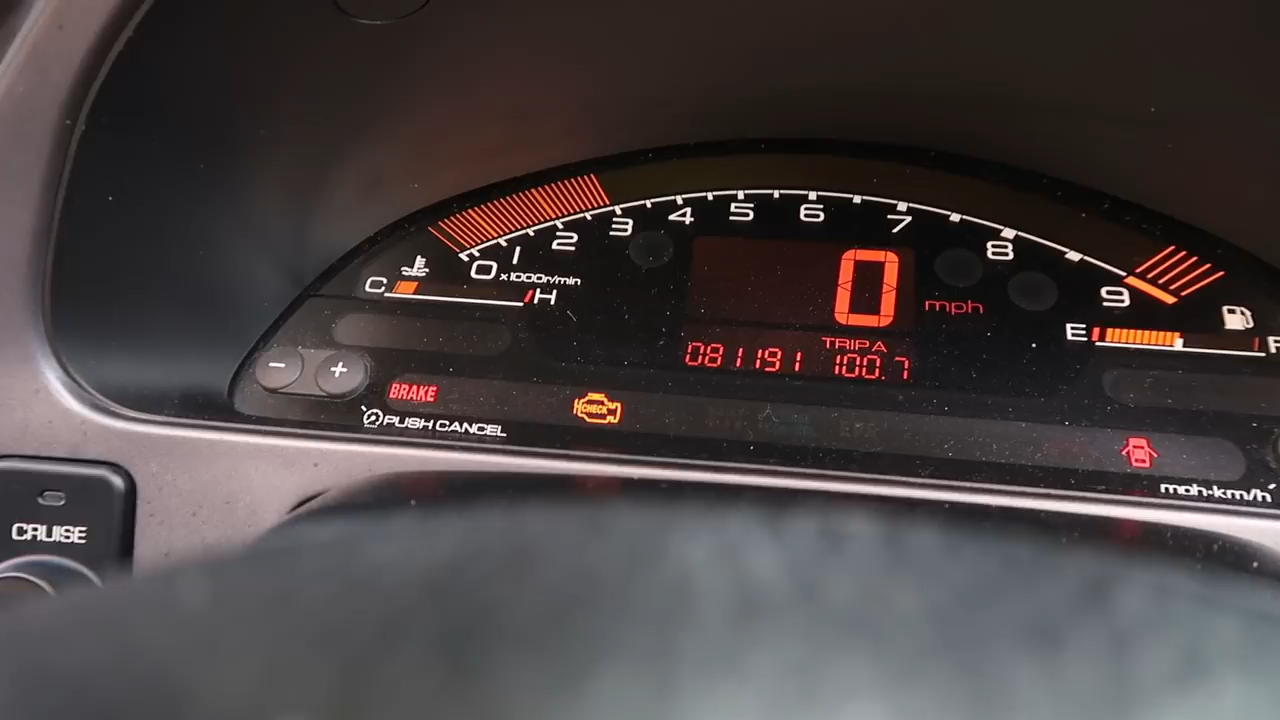 0 1 2 3 4 5 6 7 8 9
x1000r/min
C H
0 mph
E F
TRIP A
081191 100.7
- +
BRAKE
CHECK
PUSH CANCEL
mph·km/h
CRUISE